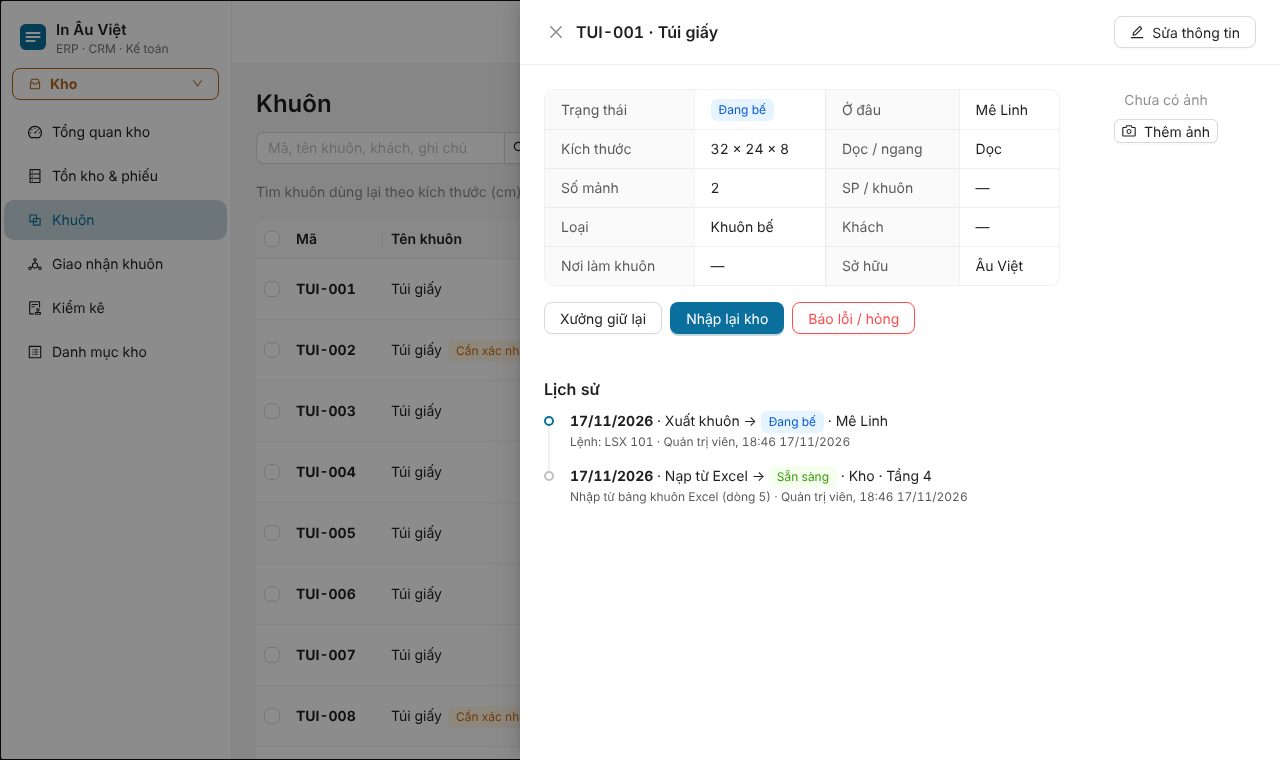 In Âu Việt
ERP · CRM · Kế toán
Kho
Tổng quan kho
Tồn kho & phiếu
Khuôn
Giao nhận khuôn
Kiểm kê
Danh mục kho
Khuôn
Mã, tên khuôn, khách, ghi chú
Tìm khuôn dùng lại theo kích thước (cm)
Mã Tên khuôn
TUI-001 Túi giấy
TUI-002 Túi giấy Cần xác
TUI-003 Túi giấy
TUI-004 Túi giấy
TUI-005 Túi giấy
TUI-006 Túi giấy
TUI-007 Túi giấy
TUI-008 Túi giấy Cần xác
TUI-001 · Túi giấy
Sửa thông tin
Trạng thái Đang bế Ở đâu Mê Linh
Kích thước 32 × 24 × 8 Dọc / ngang Dọc
Số mảnh 2 SP / khuôn —
Loại Khuôn bế Khách —
Nơi làm khuôn — Sở hữu Âu Việt
Chưa có ảnh
Thêm ảnh
Xưởng giữ lại Nhập lại kho Báo lỗi / hỏng
Lịch sử
17/11/2026 · Xuất khuôn → Đang bế · Mê Linh
Lệnh: LSX 101 · Quản trị viên, 18:46 17/11/2026
17/11/2026 · Nạp từ Excel → Sẵn sàng · Kho · Tầng 4
Nhập từ bảng khuôn Excel (dòng 5) · Quản trị viên, 18:46 17/11/2026